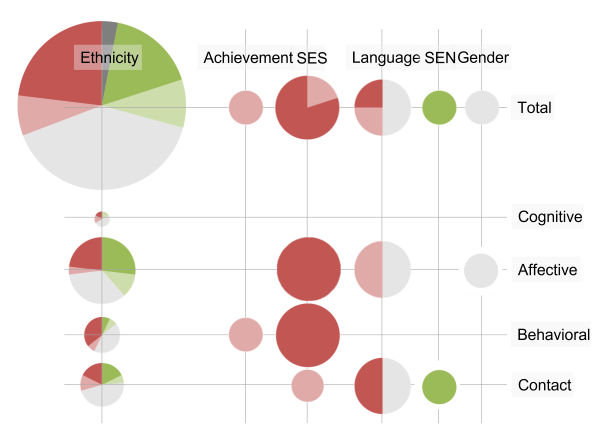 Ethnicity Achievement SES Language SEN Gender
Total
Cognitive
Affective
Behavioral
Contact